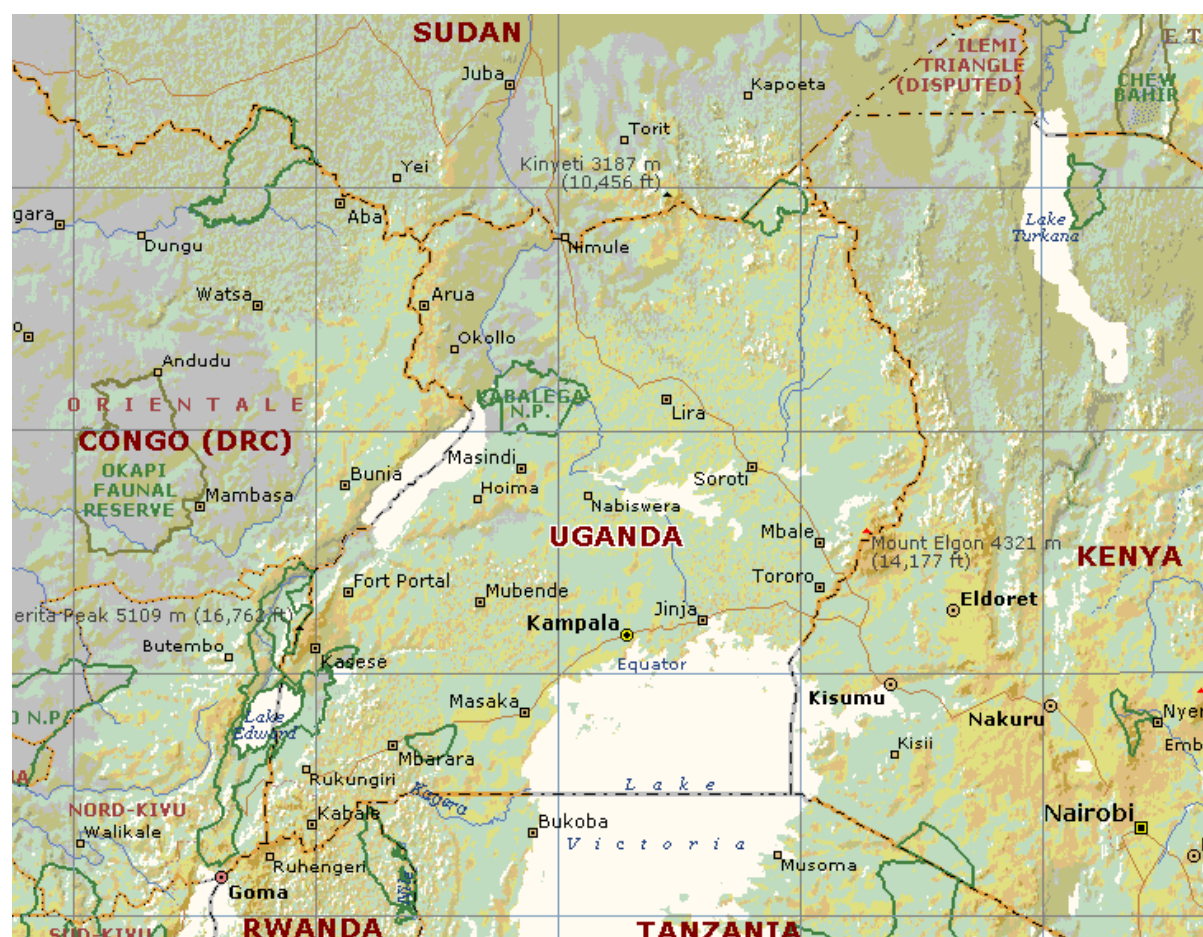 SUDAN
ILEMI
TRIANGLE
(DISPUTED)
E T
Juba
Kapoeta
CHEW
BAHIR
Torit
Yei
Kinyeti 3187 m
(10,456 ft)
gara
Aba
Dungu
Nimule
Lake
Turkana
Watsa
Arua
o
Okollo
Andudu
KABALEGA
N.P.
ORIENTALE
Lira
CONGO (DRC)
OKAPI
FAUNAL
RESERVE
Bunia
Masindi
Hoima
Soroti
Mambasa
Nabiswera
UGANDA
Mbale
Mount Elgon 4321 m
(14,177 ft)
KENYA
Fort Portal
Mubende
Tororo
Eldoret
erita Peak 5109 m (16,762 ft)
Jinja
Kampala
Butembo
Kasese
Equator
Masaka
Kisumu
Nakuru
O N.P.
Lake
Edward
Nyer
Emb
Mbarara
Kisii
Rukungiri
Lake
Kagera
NORD-KIVU
Kabale
Walikale
Bukoba
Victoria
Nairobi
Ruhengeri
Musoma
Goma
Nile
RWANDA
TANZANIA
SUD-KIVU